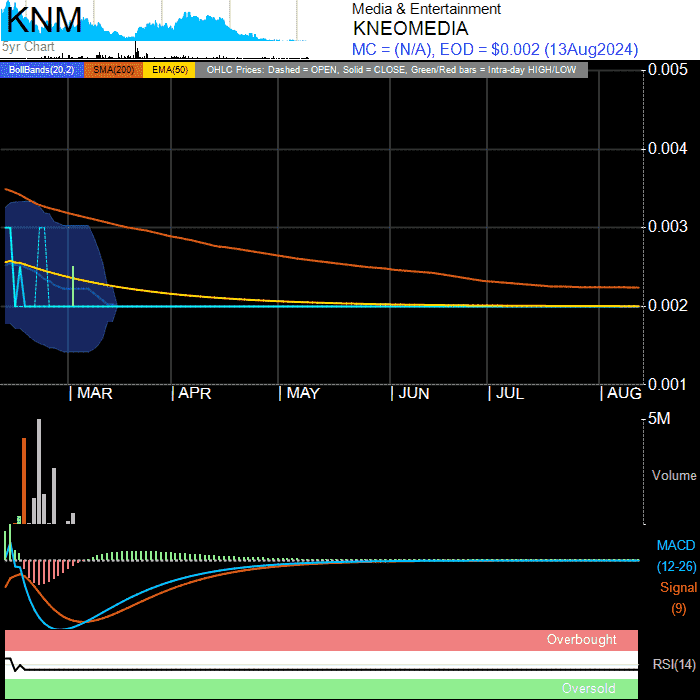 KNM
5yr Chart
Media & Entertainment
KNEOMEDIA
MC = (N/A), EOD = $0.002 (13Aug2024)
BollBands(20,2) SMA(200) EMA(50) OHLC Prices: Dashed = OPEN, Solid = CLOSE, Green/Red bars = Intra-day HIGH/LOW
0.005
0.004
0.003
0.002
0.001
MAR APR MAY JUN JUL AUG
5M
Volume
MACD
(12-26)
Signal
(9)
Overbought
RSI(14)
Oversold